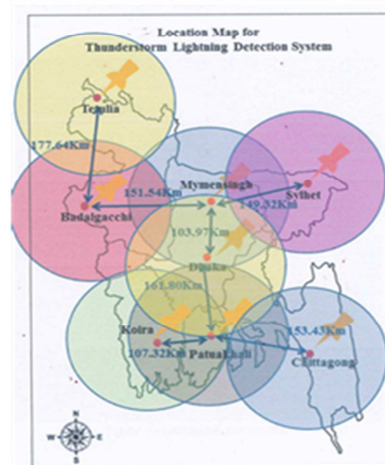 Location Map for
Thunderstorm Lightning Detection System
Tetulia
177.64Km
Mymensingh
Sylhet
151.54Km
149.32Km
Badalgacchi
103.97Km
Dhaka
161.80Km
Koira
153.43Km
Patuakhali
107.32Km
Chittagong
N
W
E
S